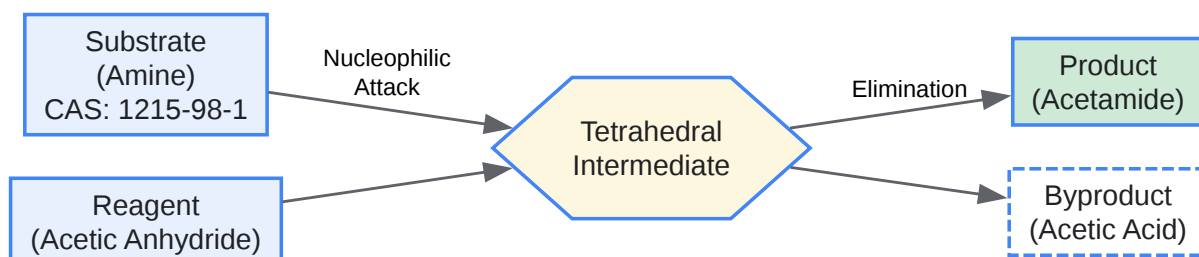 Substrate
(Amine)
CAS: 1215-98-1
Nucleophilic
Attack
Reagent
(Acetic Anhydride)
Tetrahedral
Intermediate
Elimination
Product
(Acetamide)
Byproduct
(Acetic Acid)